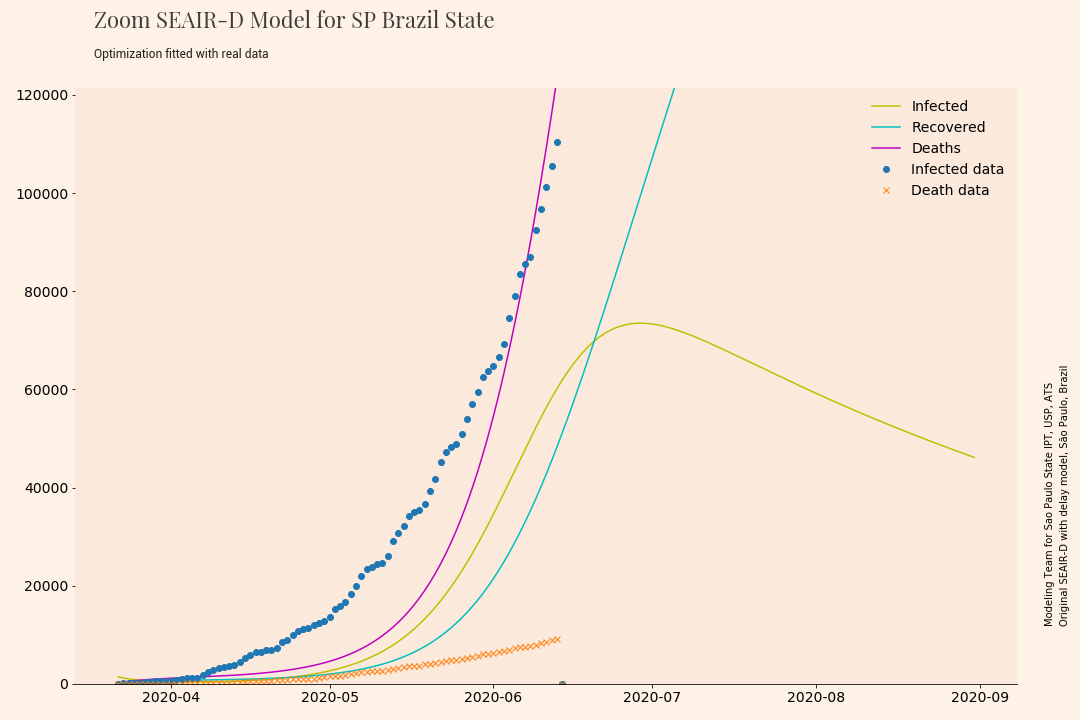 Zoom SEAIR-D Model for SP Brazil State
Optimization fitted with real data
120000
100000
80000
60000
40000
20000
0
2020-04
2020-05
2020-06
2020-07
2020-08
2020-09
Infected
Recovered
Deaths
Infected data
Death data
Modeling Team for Sao Paulo State IPT, USP, ATS
Original SEAIR-D with delay model, São Paulo, Brazil